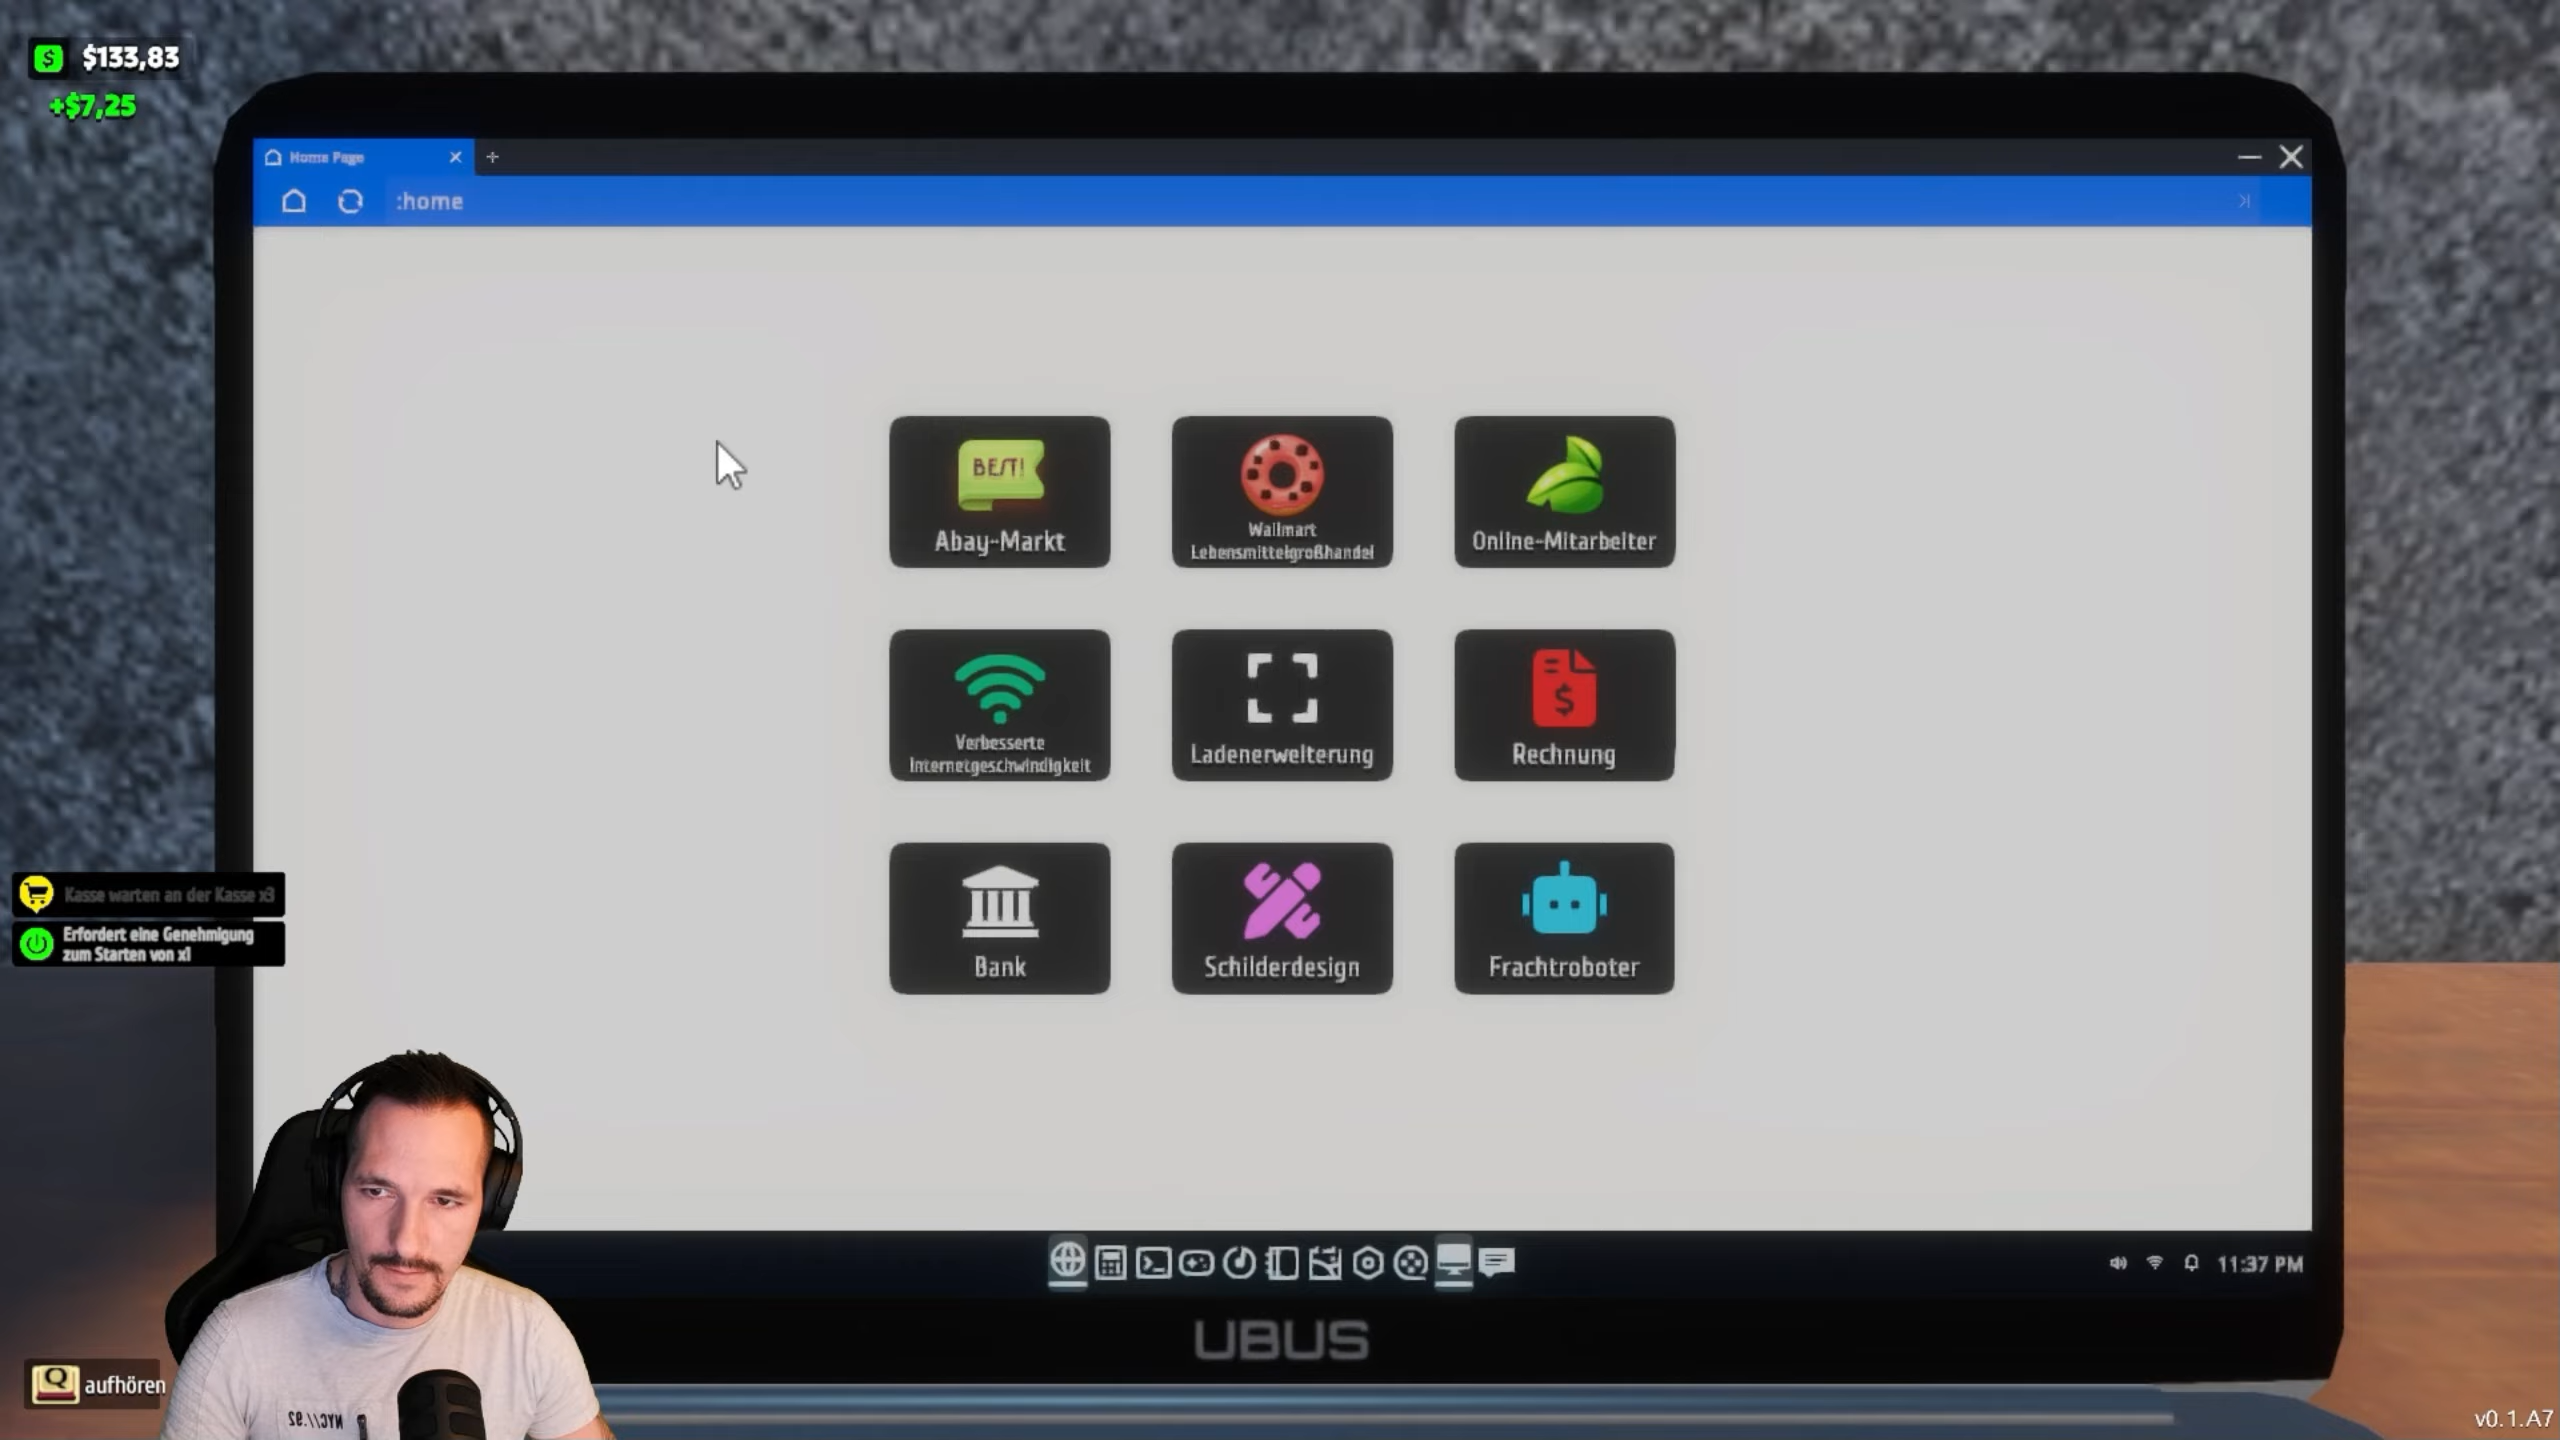 $133,83
+$7,25
Home Page
:home
BEST!
Abay-Markt
Wallmart
Lebensmittelgroßhandel
Online-Mitarbeiter
Verbesserte
Internetgeschwindigkeit
Ladenerweiterung
Rechnung
Bank
Schilderdesign
Frachtroboter
Kasse warten an der Kasse x3
Erfordert eine Genehmigung
zum Starten von x1
11:37 PM
UBUS
Q aufhören
NYC//.92
v0.1.A7